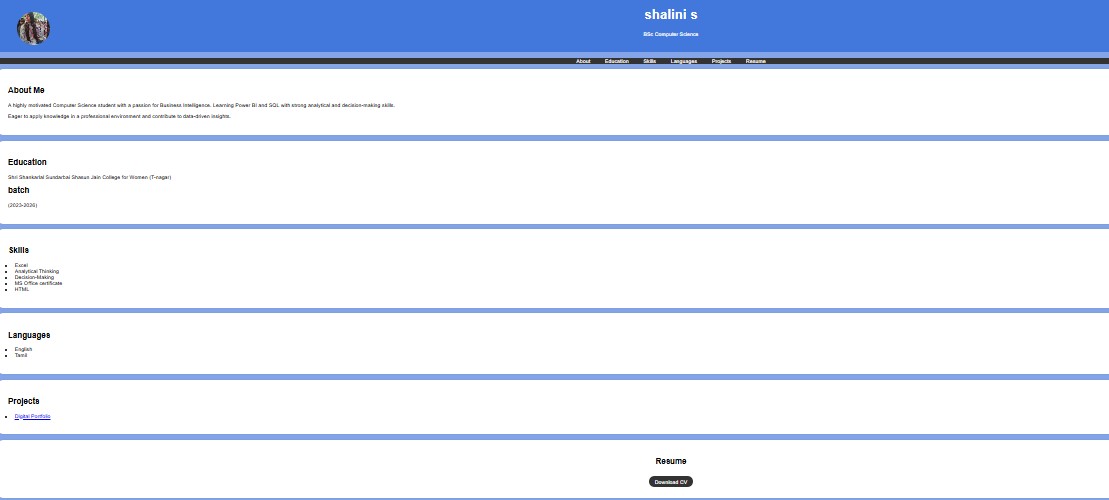 shalini s
BSc Computer Science
About Education Skills Languages Projects Resume
About Me
A highly motivated Computer Science student with a passion for Business Intelligence. Learning Power BI and SQL with strong analytical and decision-making skills.
Eager to apply knowledge in a professional environment and contribute to data-driven insights.
Education
Shri Shankarlal Sundarbai Shasun Jain College for Women (T-nagar)
batch
(2023-2026)
Skills
Excel
Analytical Thinking
Decision-Making
MS Office certificate
HTML
Languages
English
Tamil
Projects
Digital Portfolio
Resume
Download CV